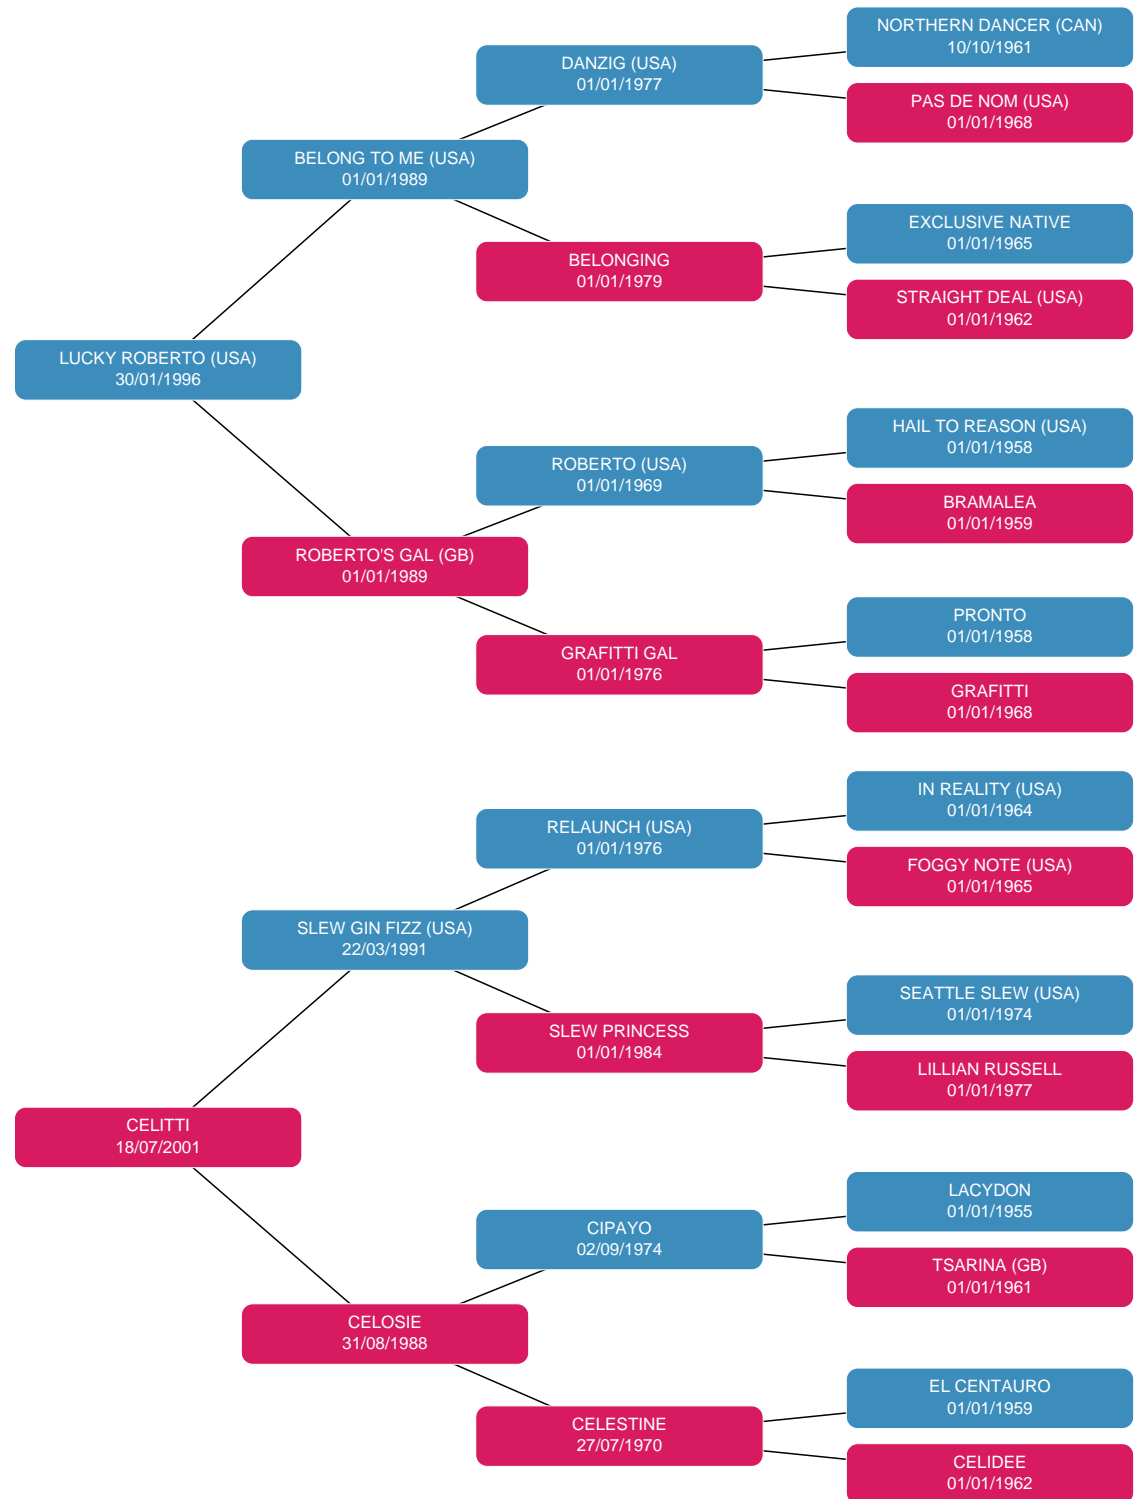 NORTHERN DANCER (CAN)
10/10/1961
DANZIG (USA)
01/01/1977
PAS DE NOM (USA)
01/01/1968
BELONG TO ME (USA)
01/01/1989
EXCLUSIVE NATIVE
01/01/1965
BELONGING
01/01/1979
STRAIGHT DEAL (USA)
01/01/1962
LUCKY ROBERTO (USA)
30/01/1996
HAIL TO REASON (USA)
01/01/1958
ROBERTO (USA)
01/01/1969
BRAMALEA
01/01/1959
ROBERTO'S GAL (GB)
01/01/1989
PRONTO
01/01/1958
GRAFITTI GAL
01/01/1976
GRAFITTI
01/01/1968
IN REALITY (USA)
01/01/1964
RELAUNCH (USA)
01/01/1976
FOGGY NOTE (USA)
01/01/1965
SLEW GIN FIZZ (USA)
22/03/1991
SEATTLE SLEW (USA)
01/01/1974
SLEW PRINCESS
01/01/1984
LILLIAN RUSSELL
01/01/1977
CELITTI
18/07/2001
LACYDON
01/01/1955
CIPAYO
02/09/1974
TSARINA (GB)
01/01/1961
CELOSIE
31/08/1988
EL CENTAURO
01/01/1959
CELESTINE
27/07/1970
CELIDEE
01/01/1962